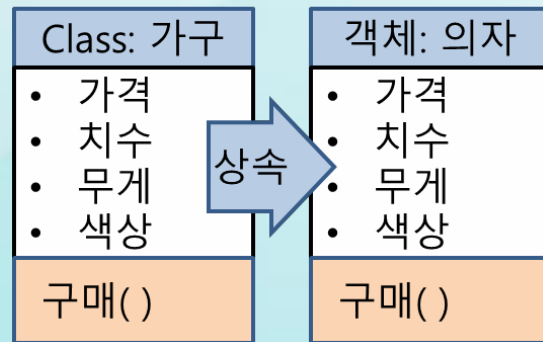 Class: 가구
• 가격
• 치수
• 무게
• 색상
구매( )
상속
객체: 의자
• 가격
• 치수
• 무게
• 색상
구매( )